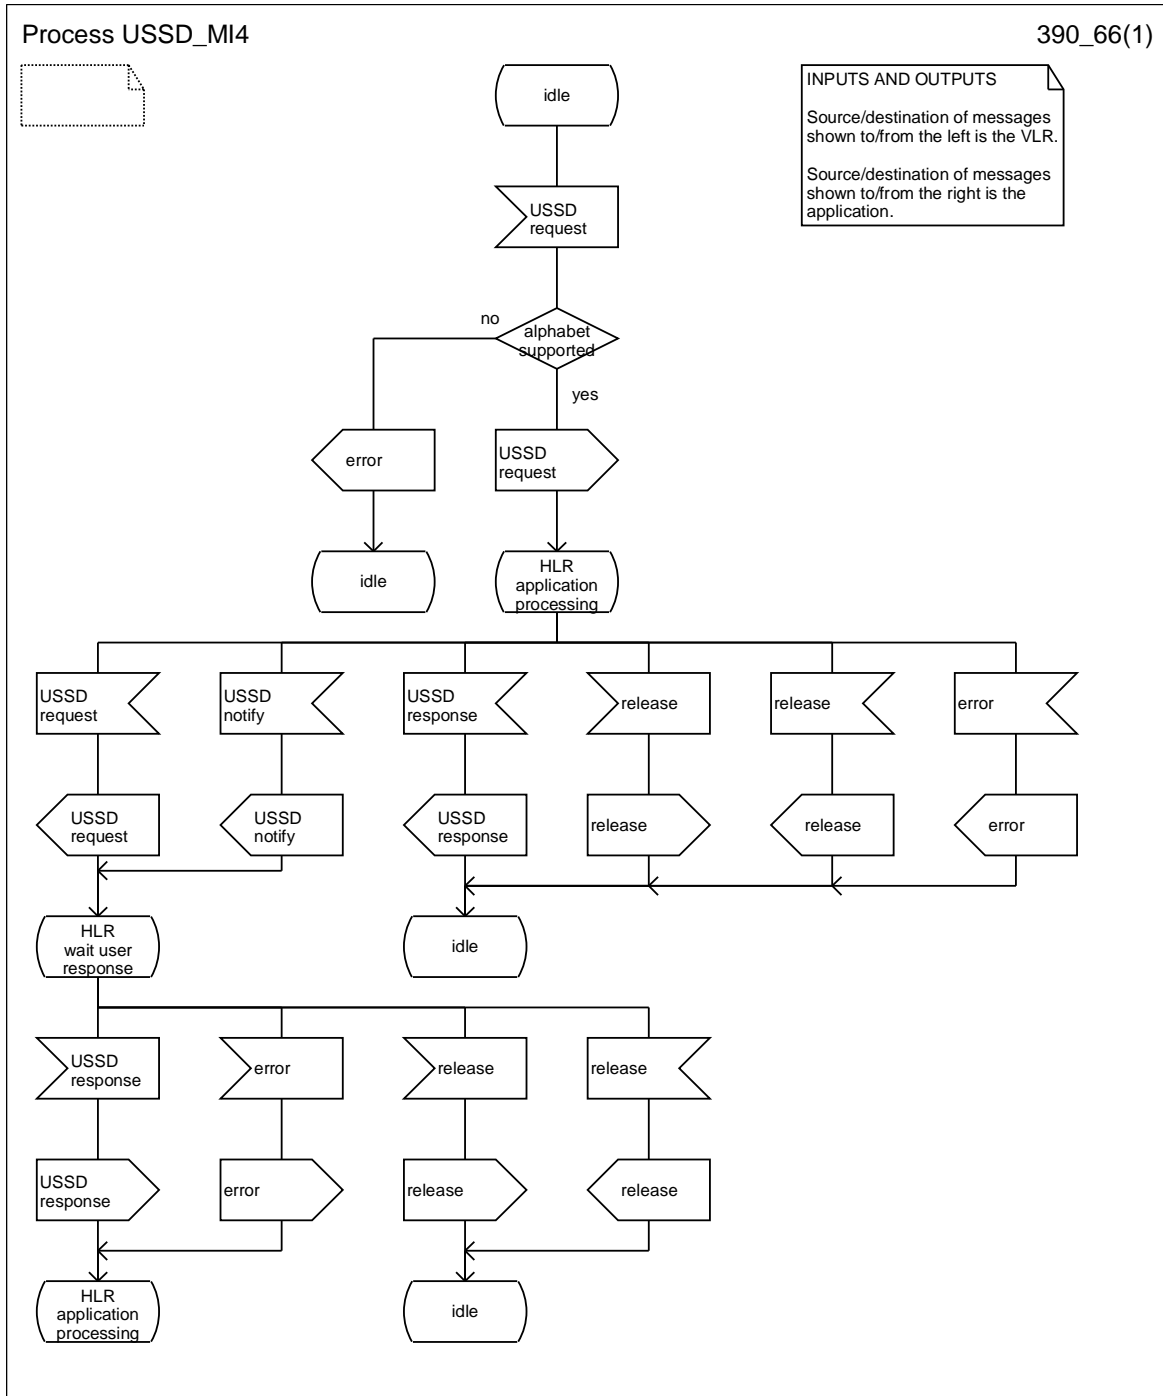 Process USSD_MI4
390_66(1)
idle
INPUTS AND OUTPUTS
Source/destination of messages
shown to/from the left is the VLR.
Source/destination of messages
shown to/from the right is the
application.
USSD
request
no
alphabet
supported
yes
error
USSD
request
idle
HLR
application
processing
USSD
request
USSD
notify
USSD
response
release
release
error
USSD
request
USSD
notify
USSD
response
release
release
error
HLR
wait user
response
idle
USSD
response
error
release
release
USSD
response
error
release
release
HLR
application
processing
idle